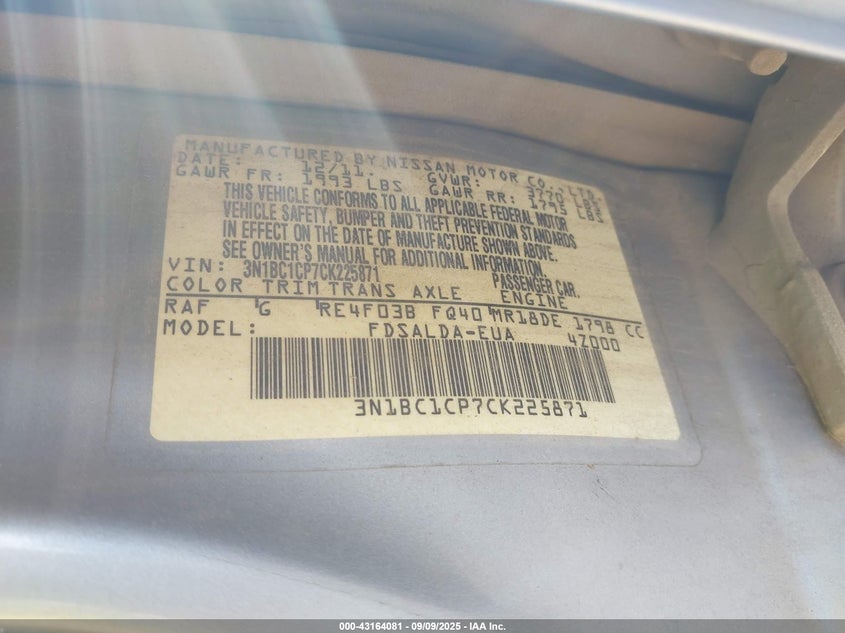 MANUFACTURED BY NISSAN MOTOR CO., LTD.
DATE: 12/11. GVWR: 3770 LBS
GAWR FR: 1993 LBS GAWR RR: 1795 LBS
THIS VEHICLE CONFORMS TO ALL APPLICABLE FEDERAL MOTOR
VEHICLE SAFETY, BUMPER AND THEFT PREVENTION STANDARDS
IN EFFECT ON THE DATE OF MANUFACTURE SHOWN ABOVE.
SEE OWNER'S MANUAL FOR ADDITIONAL INFORMATION.
VIN: 3N1BC1CP7CK225871 PASSENGER CAR.
COLOR TRIM TRANS AXLE ENGINE
RAF G RE4F03B FQ40 MR18DE 1798 CC
MODEL: FDSALDA-EUA 4Z000
3N1BC1CP7CK225871
000-43164081 - 09/09/2025 - IAA Inc.